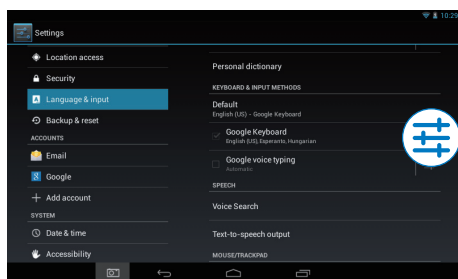 10:29
Settings
Location access
Security
Language & input
Backup & reset
ACCOUNTS
Email
Google
Add account
SYSTEM
Date & time
Accessibility
Personal dictionary
KEYBOARD & INPUT METHODS
Default
English (US) - Google Keyboard
Google Keyboard
English (US), Esperanto, Hungarian
Google voice typing
Automatic
SPEECH
Voice Search
Text-to-speech output
MOUSE/TRACKPAD